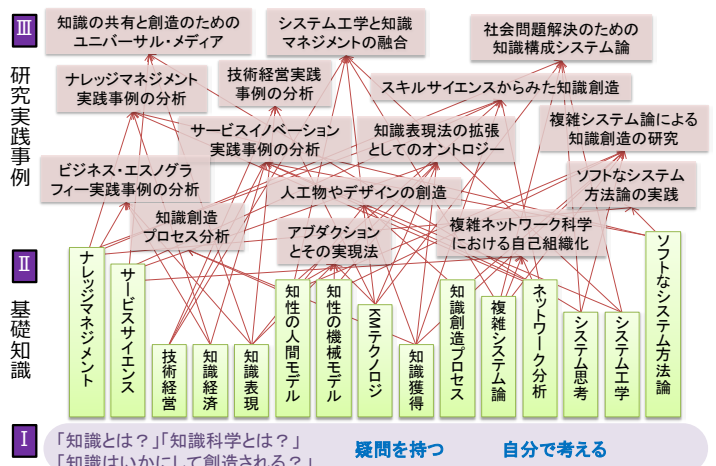 Ⅲ
研究実践事例
知識の共有と創造のための
ユニバーサル・メディア
システム工学と知識
マネジメントの融合
社会問題解決のための
知識構成システム論
ナレッジマネジメント
実践事例の分析
技術経営実践
事例の分析
スキルサイエンスからみた知識創造
サービスイノベーション
実践事例の分析
知識表現法の拡張
としてのオントロジー
複雑システム論による
知識創造の研究
ビジネス・エスノグラ
フィー実践事例の分析
人工物やデザインの創造
ソフトなシステム
方法論の実践
知識創造
プロセス分析
アブダクション
とその実現法
複雑ネットワーク科学
における自己組織化
Ⅱ
基礎知識
ナレッジマネジメント
サービスサイエンス
技術経営
知識経済
知識表現
知性の人間モデル
知性の機械モデル
KMテクノロジ
知識獲得
知識創造プロセス
複雑システム論
ネットワーク分析
システム思考
システム工学
ソフトなシステム方法論
Ⅰ
「知識とは？」「知識科学とは？」
「知識はいかにして創造される？」
疑問を持つ
自分で考える